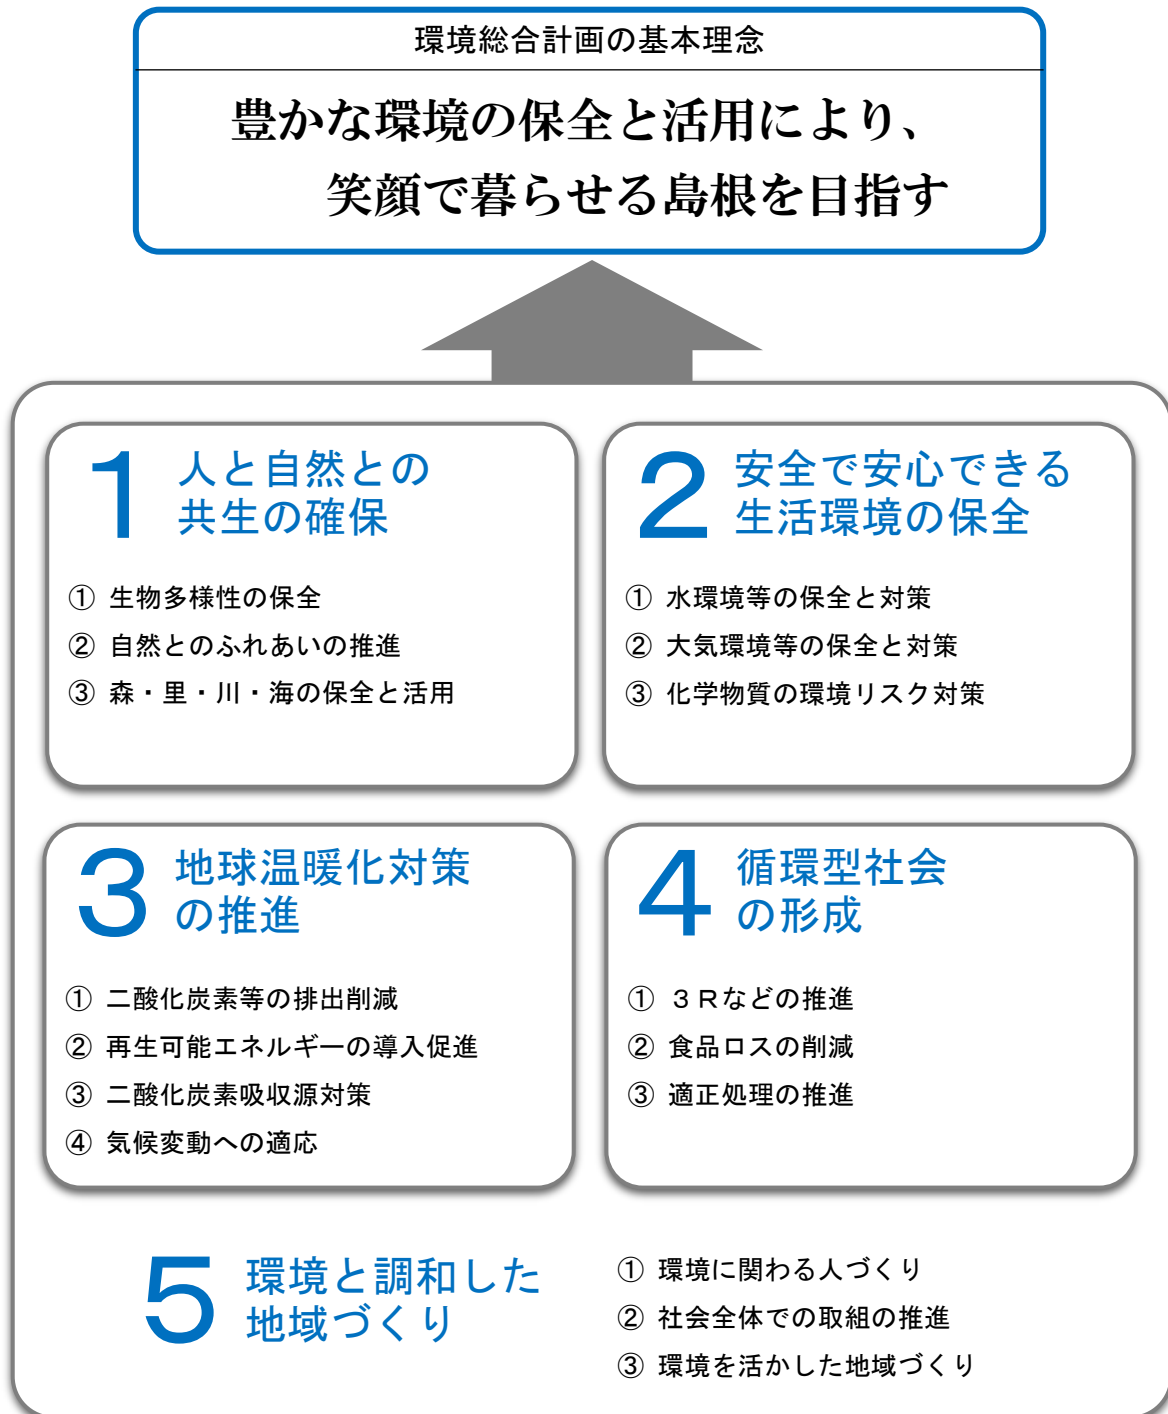 環境総合計画の基本理念
豊かな環境の保全と活用により、
笑顔で暮らせる島根を目指す
1 人と自然との
共生の確保
① 生物多様性の保全
② 自然とのふれあいの推進
③ 森・里・川・海の保全と活用
2 安全で安心できる
生活環境の保全
① 水環境等の保全と対策
② 大気環境等の保全と対策
③ 化学物質の環境リスク対策
3 地球温暖化対策
の推進
① 二酸化炭素等の排出削減
② 再生可能エネルギーの導入促進
③ 二酸化炭素吸収源対策
④ 気候変動への適応
4 循環型社会
の形成
① ３Ｒなどの推進
② 食品ロスの削減
③ 適正処理の推進
5 環境と調和した
地域づくり
① 環境に関わる人づくり
② 社会全体での取組の推進
③ 環境を活かした地域づくり